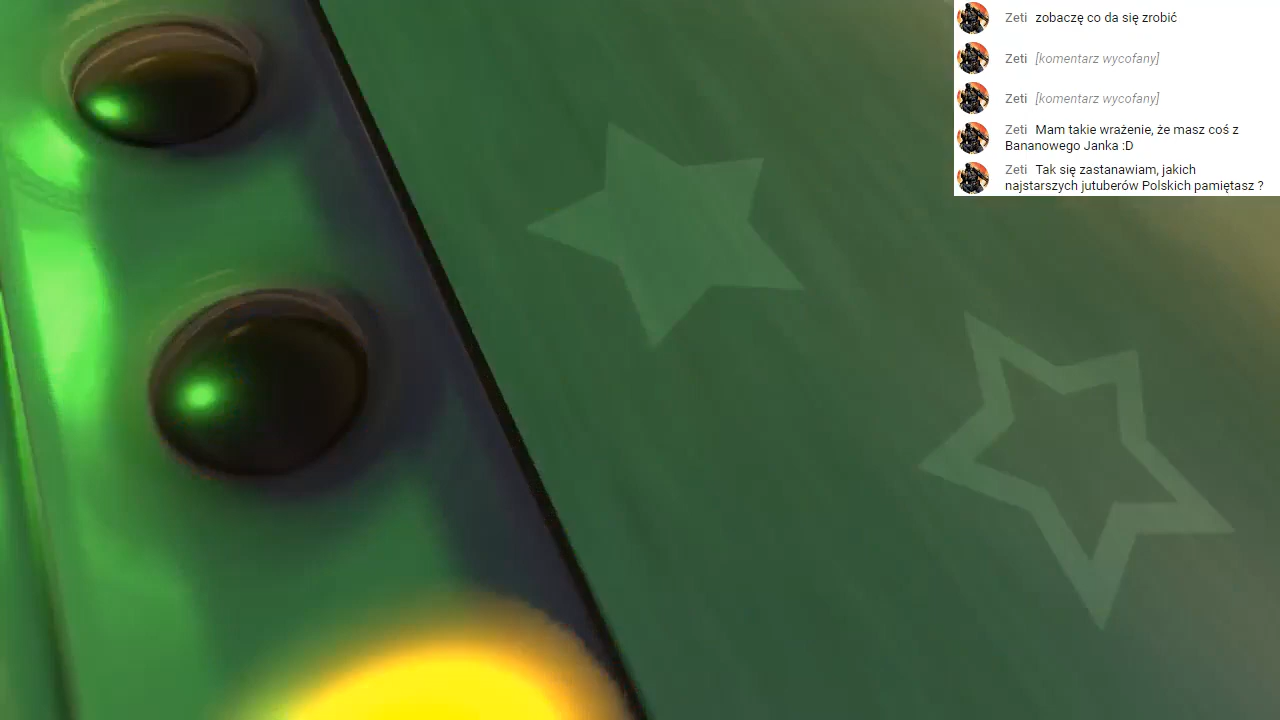 Zeti zobaczę co da się zrobić
Zeti [komentarz wycofany]
Zeti [komentarz wycofany]
Zeti Mam takie wrażenie, że masz coś z
Bananowego Janka :D
Zeti Tak się zastanawiam, jakich
najstarszych jutuberów Polskich pamiętasz ?